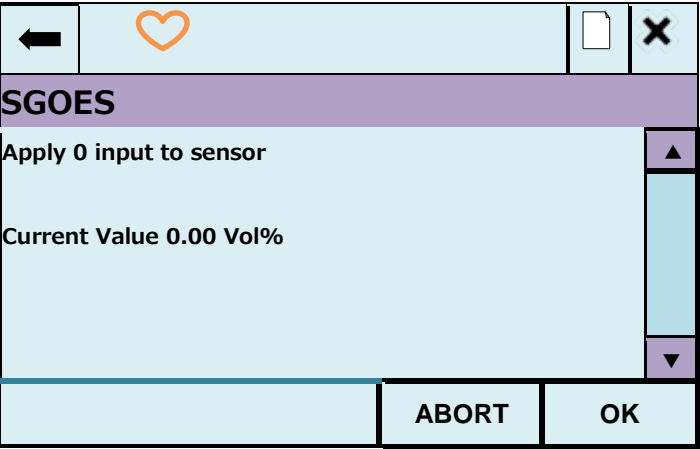 SGOES
Apply 0 input to sensor
Current Value 0.00 Vol%
ABORT
OK